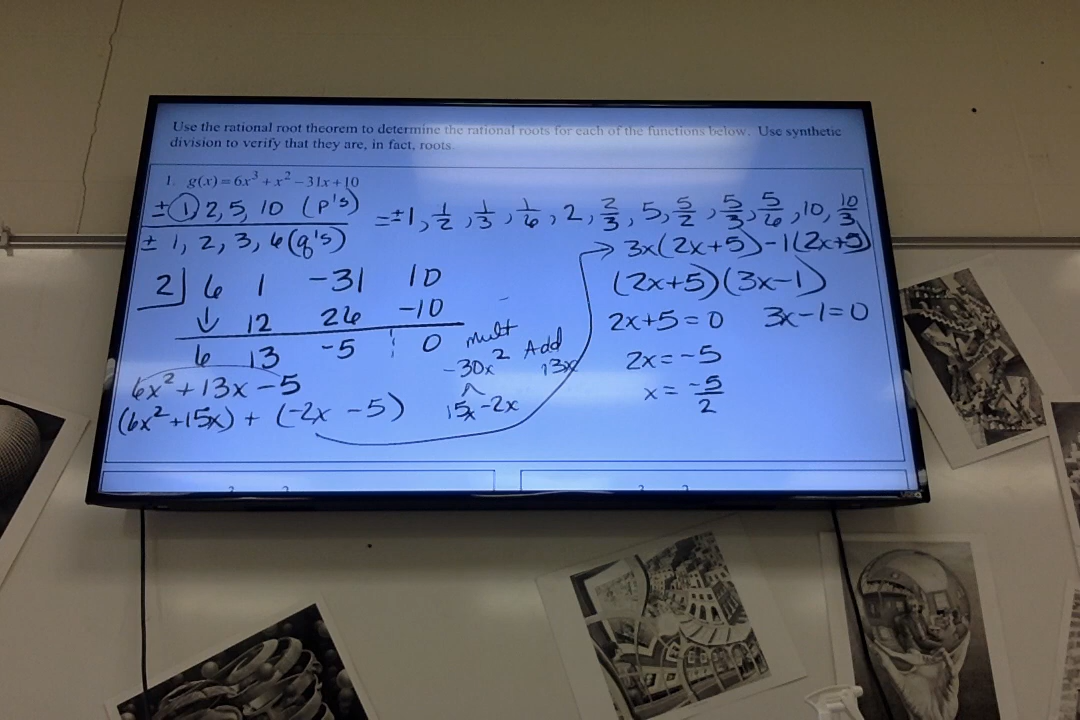 Use the rational root theorem to determine the rational roots for each of the functions below. Use synthetic
division to verify that they are, in fact, roots.
1. g(x) = 6x³ + x² − 31x + 10
± 1, 2, 5, 10 (p's)
± 1, 2, 3, 6 (q's)
= ± 1, 1/2, 1/3, 1/6, 2, 2/3, 5, 5/2, 5/3, 5/6, 10, 10/3
2 | 6 1 -31 10
↓ 12 26 -10
6 13 -5 0
6x² + 13x - 5
(6x² + 15x) + (-2x - 5)
mult Add
-30x² 13x
^
15x -2x
→ 3x(2x+5) - 1(2x+5)
(2x+5)(3x-1)
2x+5 = 0 3x-1 = 0
2x = -5
x = -5/2